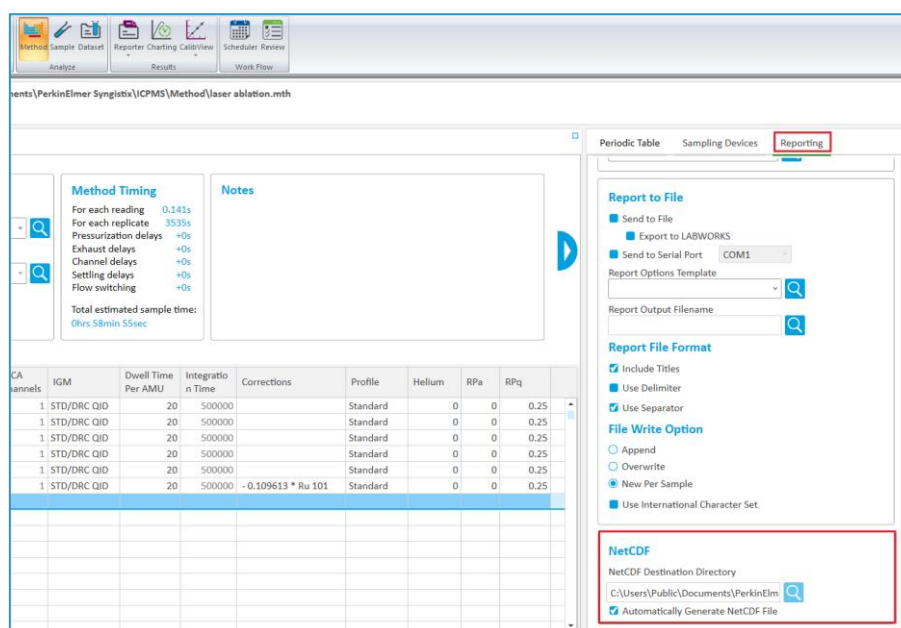 Method Sample Dataset Reporter Charting CalibView Scheduler Review
Analyze Results Work Flow
ents\PerkinElmer Syngistix\ICPMS\Method\laser ablation.mth
Periodic Table Sampling Devices Reporting
Method Timing
For each reading 0.141s
For each replicate 3535s
Pressurization delays +0s
Exhaust delays +0s
Channel delays +0s
Settling delays +0s
Flow switching +0s
Total estimated sample time:
0hrs 58min 55sec
Notes
CA
hannels IGM Dwell Time Per AMU Integratio n Time Corrections Profile Helium RPa RPq
1 STD/DRC QID 20 500000 Standard 0 0 0.25
1 STD/DRC QID 20 500000 Standard 0 0 0.25
1 STD/DRC QID 20 500000 Standard 0 0 0.25
1 STD/DRC QID 20 500000 Standard 0 0 0.25
1 STD/DRC QID 20 500000 Standard 0 0 0.25
1 STD/DRC QID 20 500000 - 0.109613 * Ru 101 Standard 0 0 0.25
Report to File
Send to File
Export to LABWORKS
Send to Serial Port COM1
Report Options Template
Report Output Filename
Report File Format
Include Titles
Use Delimiter
Use Separator
File Write Option
Append
Overwrite
New Per Sample
Use International Character Set
NetCDF
NetCDF Destination Directory
C:\Users\Public\Documents\PerkinElm
Automatically Generate NetCDF File